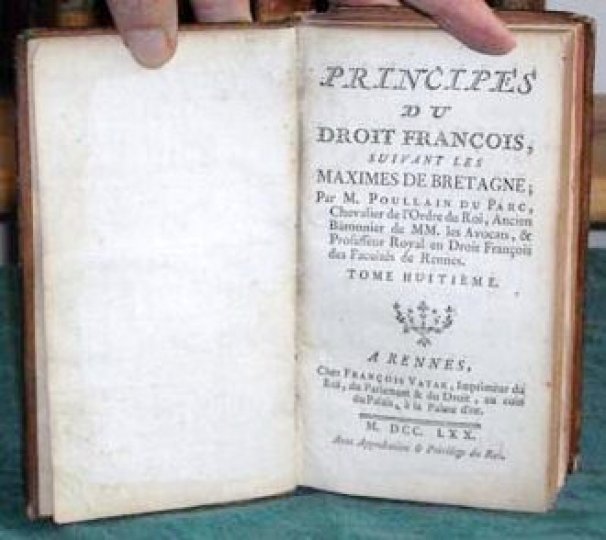 PRINCIPES
DU
DROIT FRANÇOIS,
SUIVANT LES
MAXIMES DE BRETAGNE;
Par M. POULLAIN DU PARC,
Chevalier de l'Ordre du Roi, Ancien
Bâtonnier de MM. les Avocats, &
Professeur Royal en Droit François
des Facultés de Rennes.
TOME HUITIÈME.
A RENNES,
Chez FRANÇOIS VATAR, Imprimeur du
Roi, du Parlement & du Droit, au coin
du Palais, à la Palme d'or.
M. DCC. LXX.
Avec Approbation & Privilége du Roi.